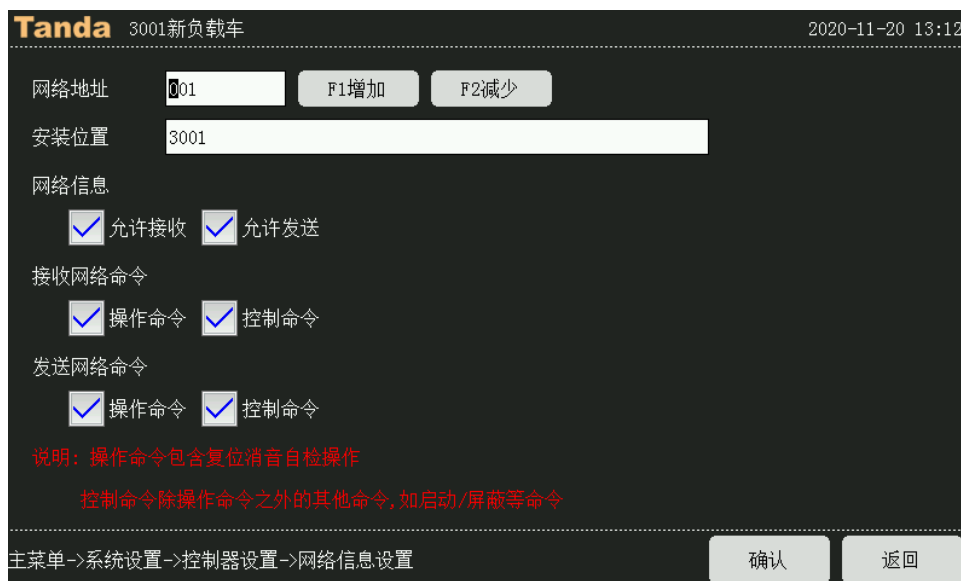 Tanda 3001新负载车 2020-11-20 13:12
网络地址 001 F1增加 F2减少
安装位置 3001
网络信息
允许接收 允许发送
接收网络命令
操作命令 控制命令
发送网络命令
操作命令 控制命令
说明: 操作命令包含复位消音自检操作
控制命令除操作命令之外的其他命令,如启动/屏蔽等命令
主菜单->系统设置->控制器设置->网络信息设置 确认 返回